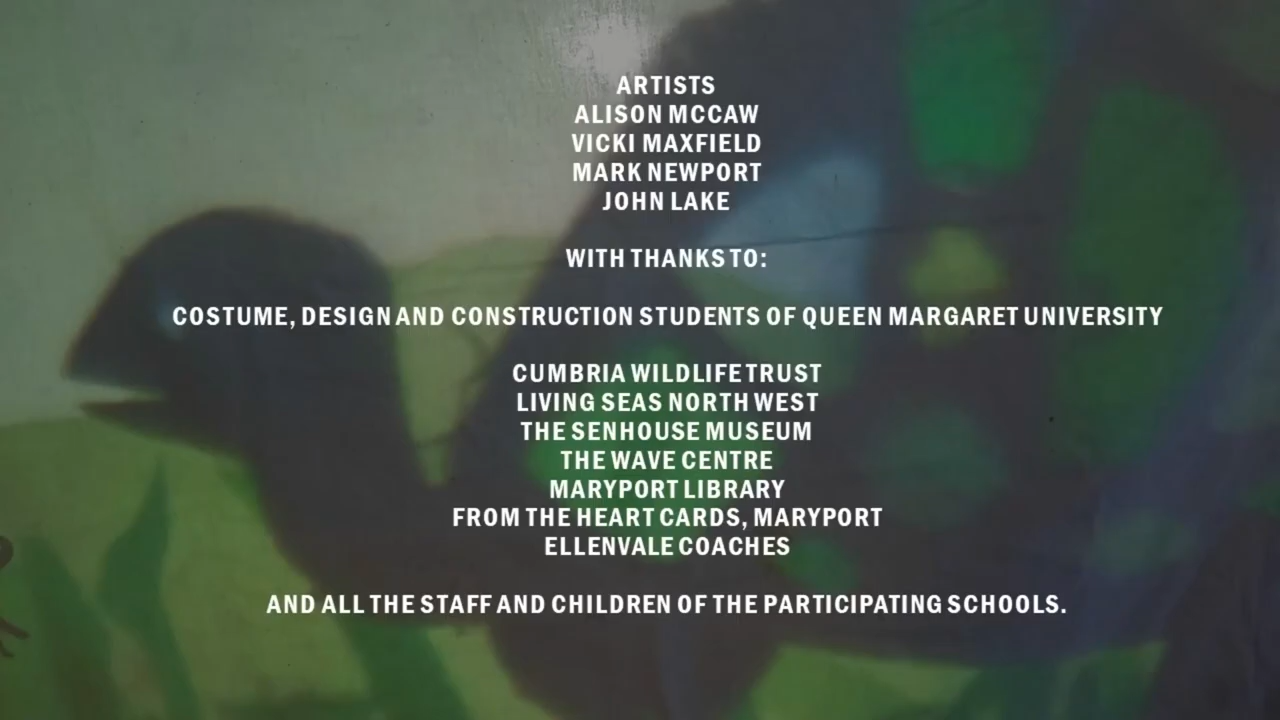 ARTISTS
ALISON MCCAW
VICKI MAXFIELD
MARK NEWPORT
JOHN LAKE
WITH THANKS TO:
COSTUME, DESIGN AND CONSTRUCTION STUDENTS OF QUEEN MARGARET UNIVERSITY
CUMBRIA WILDLIFE TRUST
LIVING SEAS NORTH WEST
THE SENHOUSE MUSEUM
THE WAVE CENTRE
MARYPORT LIBRARY
FROM THE HEART CARDS, MARYPORT
ELLENVALE COACHES
AND ALL THE STAFF AND CHILDREN OF THE PARTICIPATING SCHOOLS.